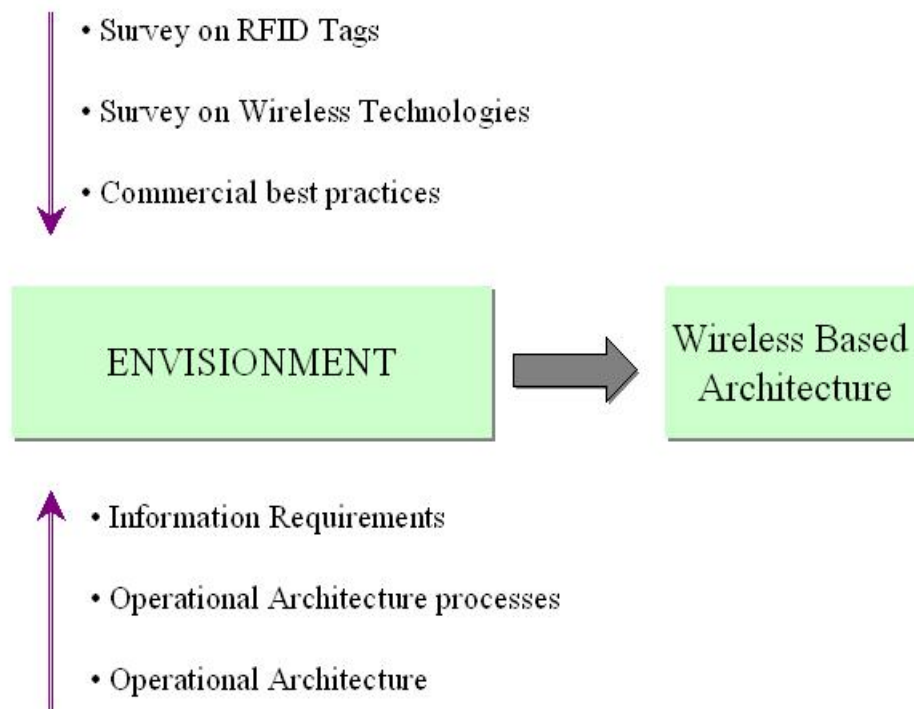 • Survey on RFID Tags
• Survey on Wireless Technologies
• Commercial best practices
ENVISIONMENT
Wireless Based
Architecture
• Information Requirements
• Operational Architecture processes
• Operational Architecture